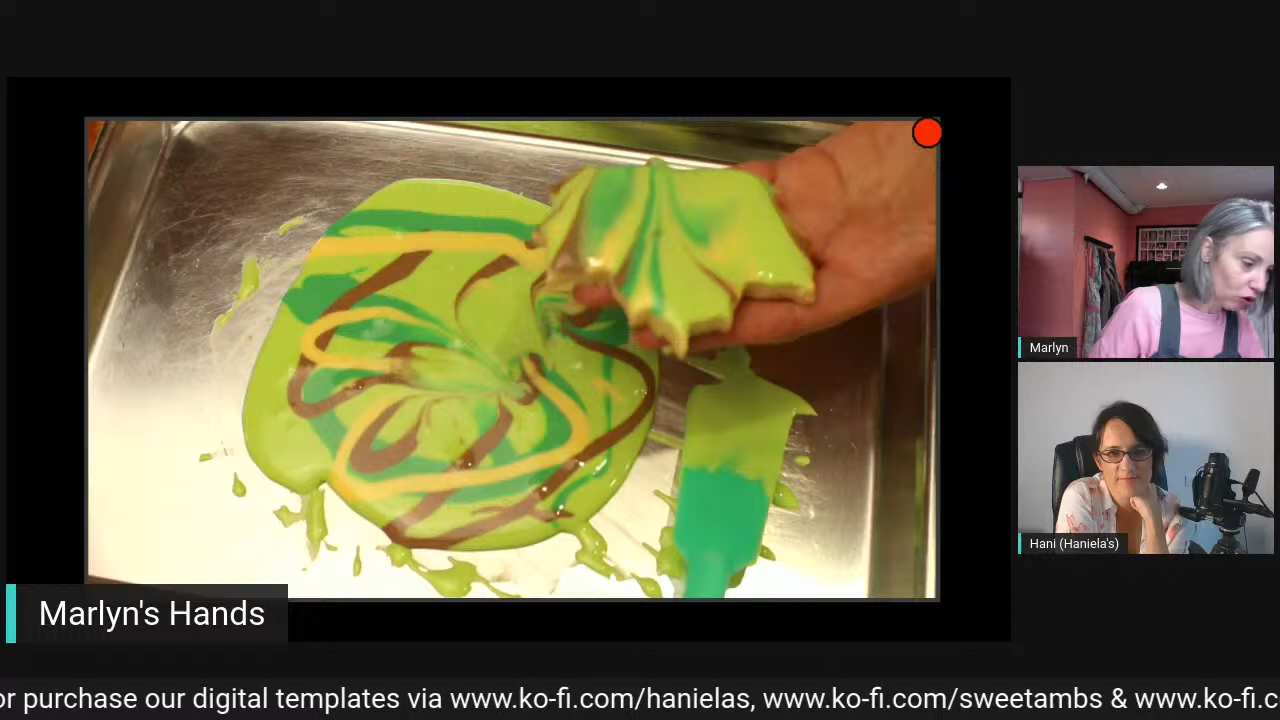 Marlyn
Hani (Haniela's)
Marlyn's Hands
or purchase our digital templates via www.ko-fi.com/hanielas, www.ko-fi.com/sweetambs & www.ko-fi.c